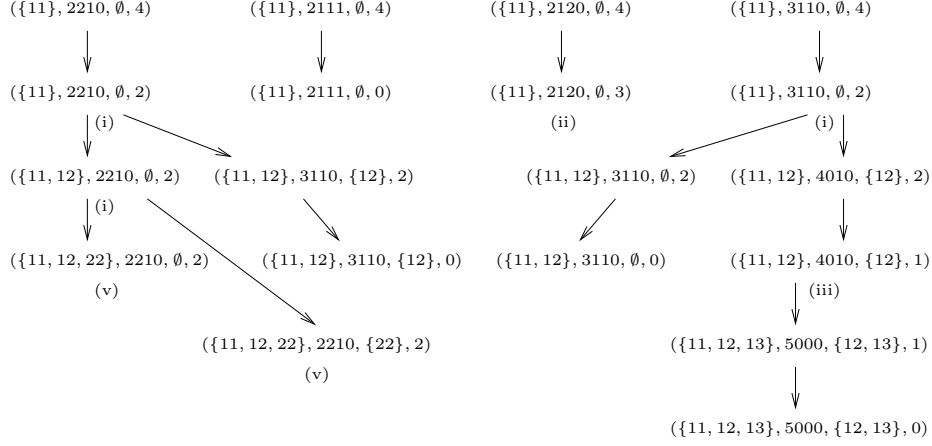 ({11}, 2210, ∅, 4) ({11}, 2111, ∅, 4) ({11}, 2120, ∅, 4) ({11}, 3110, ∅, 4)
({11}, 2210, ∅, 2) ({11}, 2111, ∅, 0) ({11}, 2120, ∅, 3) ({11}, 3110, ∅, 2)
(i) (ii) (i)
({11, 12}, 2210, ∅, 2) ({11, 12}, 3110, {12}, 2) ({11, 12}, 3110, ∅, 2) ({11, 12}, 4010, {12}, 2)
(i)
({11, 12, 22}, 2210, ∅, 2) ({11, 12}, 3110, {12}, 0) ({11, 12}, 3110, ∅, 0) ({11, 12}, 4010, {12}, 1)
(v) (iii)
({11, 12, 22}, 2210, {22}, 2) ({11, 12, 13}, 5000, {12, 13}, 1)
(v)
({11, 12, 13}, 5000, {12, 13}, 0)